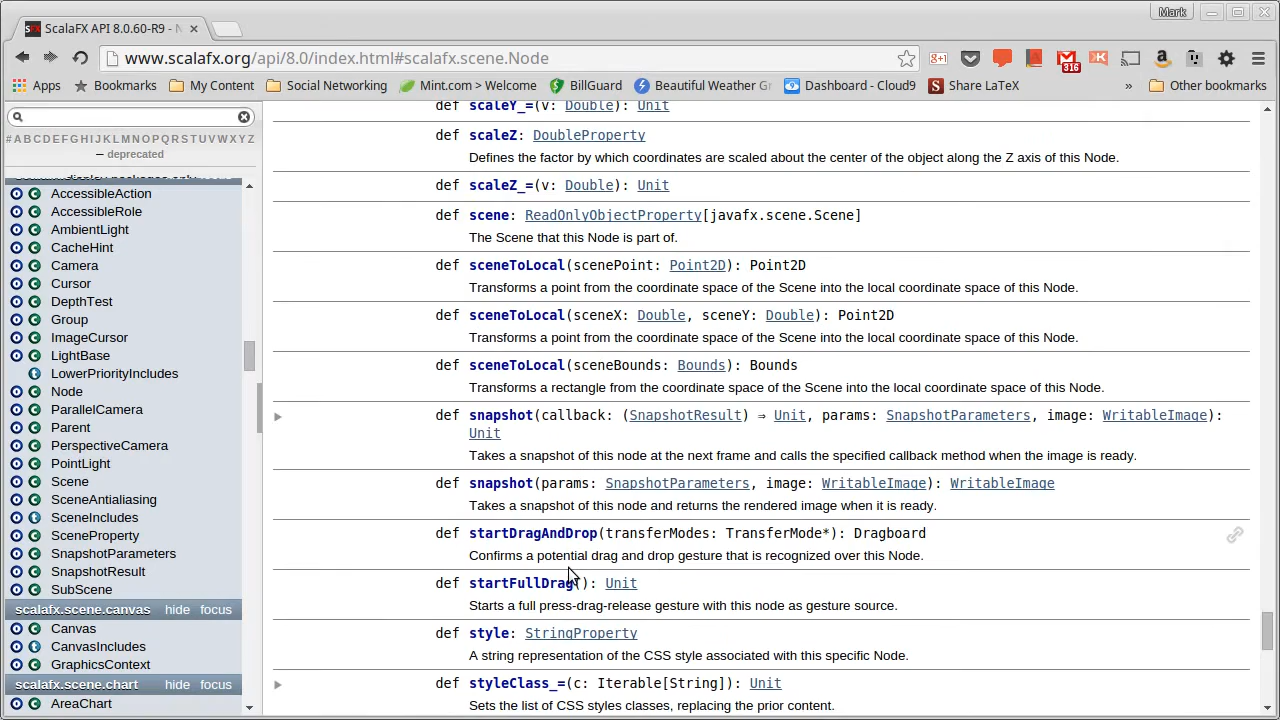 Mark
ScalaFX API 8.0.60-R9 - N
www.scalafx.org/api/8.0/index.html#scalafx.scene.Node
316
Apps Bookmarks My Content Social Networking Mint.com > Welcome BillGuard Beautiful Weather Gr Dashboard - Cloud9 Share LaTeX » Other bookmarks
#ABCDEFGHIJKLMNOPQRSTUVWXYZ
– deprecated
display packages only
AccessibleAction
AccessibleRole
AmbientLight
CacheHint
Camera
Cursor
DepthTest
Group
ImageCursor
LightBase
LowerPriorityIncludes
Node
ParallelCamera
Parent
PerspectiveCamera
PointLight
Scene
SceneAntialiasing
SceneIncludes
SceneProperty
SnapshotParameters
SnapshotResult
SubScene
scalafx.scene.canvas hide focus
Canvas
CanvasIncludes
GraphicsContext
scalafx.scene.chart hide focus
AreaChart
def scaleY_=(v: Double): Unit
def scaleZ: DoubleProperty
Defines the factor by which coordinates are scaled about the center of the object along the Z axis of this Node.
def scaleZ_=(v: Double): Unit
def scene: ReadOnlyObjectProperty[javafx.scene.Scene]
The Scene that this Node is part of.
def sceneToLocal(scenePoint: Point2D): Point2D
Transforms a point from the coordinate space of the Scene into the local coordinate space of this Node.
def sceneToLocal(sceneX: Double, sceneY: Double): Point2D
Transforms a point from the coordinate space of the Scene into the local coordinate space of this Node.
def sceneToLocal(sceneBounds: Bounds): Bounds
Transforms a rectangle from the coordinate space of the Scene into the local coordinate space of this Node.
def snapshot(callback: (SnapshotResult) ⇒ Unit, params: SnapshotParameters, image: WritableImage):
Unit
Takes a snapshot of this node at the next frame and calls the specified callback method when the image is ready.
def snapshot(params: SnapshotParameters, image: WritableImage): WritableImage
Takes a snapshot of this node and returns the rendered image when it is ready.
def startDragAndDrop(transferModes: TransferMode*): Dragboard
Confirms a potential drag and drop gesture that is recognized over this Node.
def startFullDrag(): Unit
Starts a full press-drag-release gesture with this node as gesture source.
def style: StringProperty
A string representation of the CSS style associated with this specific Node.
def styleClass_=(c: Iterable[String]): Unit
Sets the list of CSS styles classes, replacing the prior content.